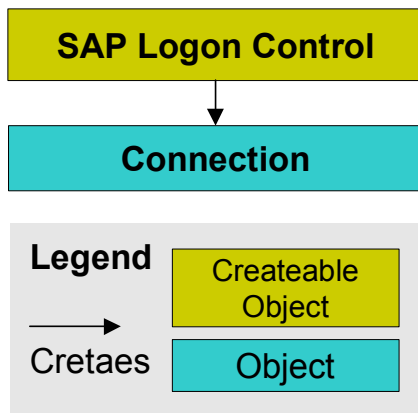 SAP Logon Control
Connection
Legend
Createable
Object
Cretaes
Object